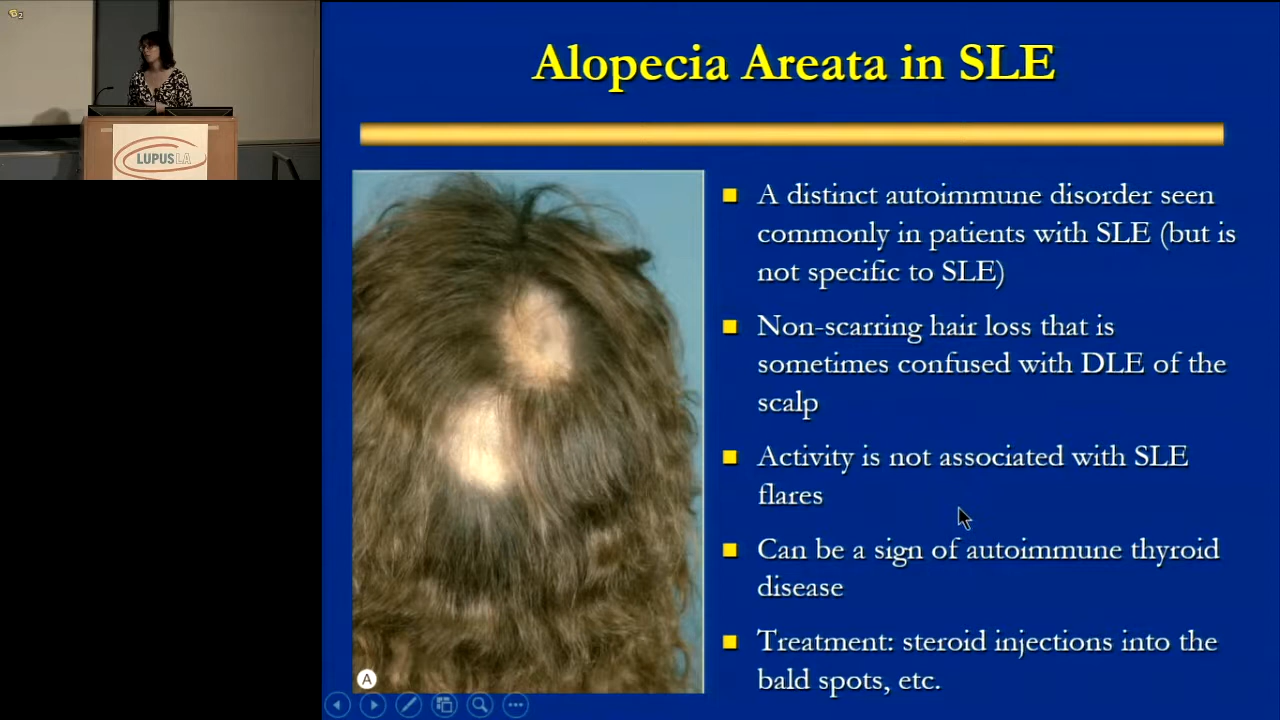 B2
LUPUS LA
Alopecia Areata in SLE
A distinct autoimmune disorder seen
commonly in patients with SLE (but is
not specific to SLE)
Non-scarring hair loss that is
sometimes confused with DLE of the
scalp
Activity is not associated with SLE
flares
Can be a sign of autoimmune thyroid
disease
Treatment: steroid injections into the
bald spots, etc.
A